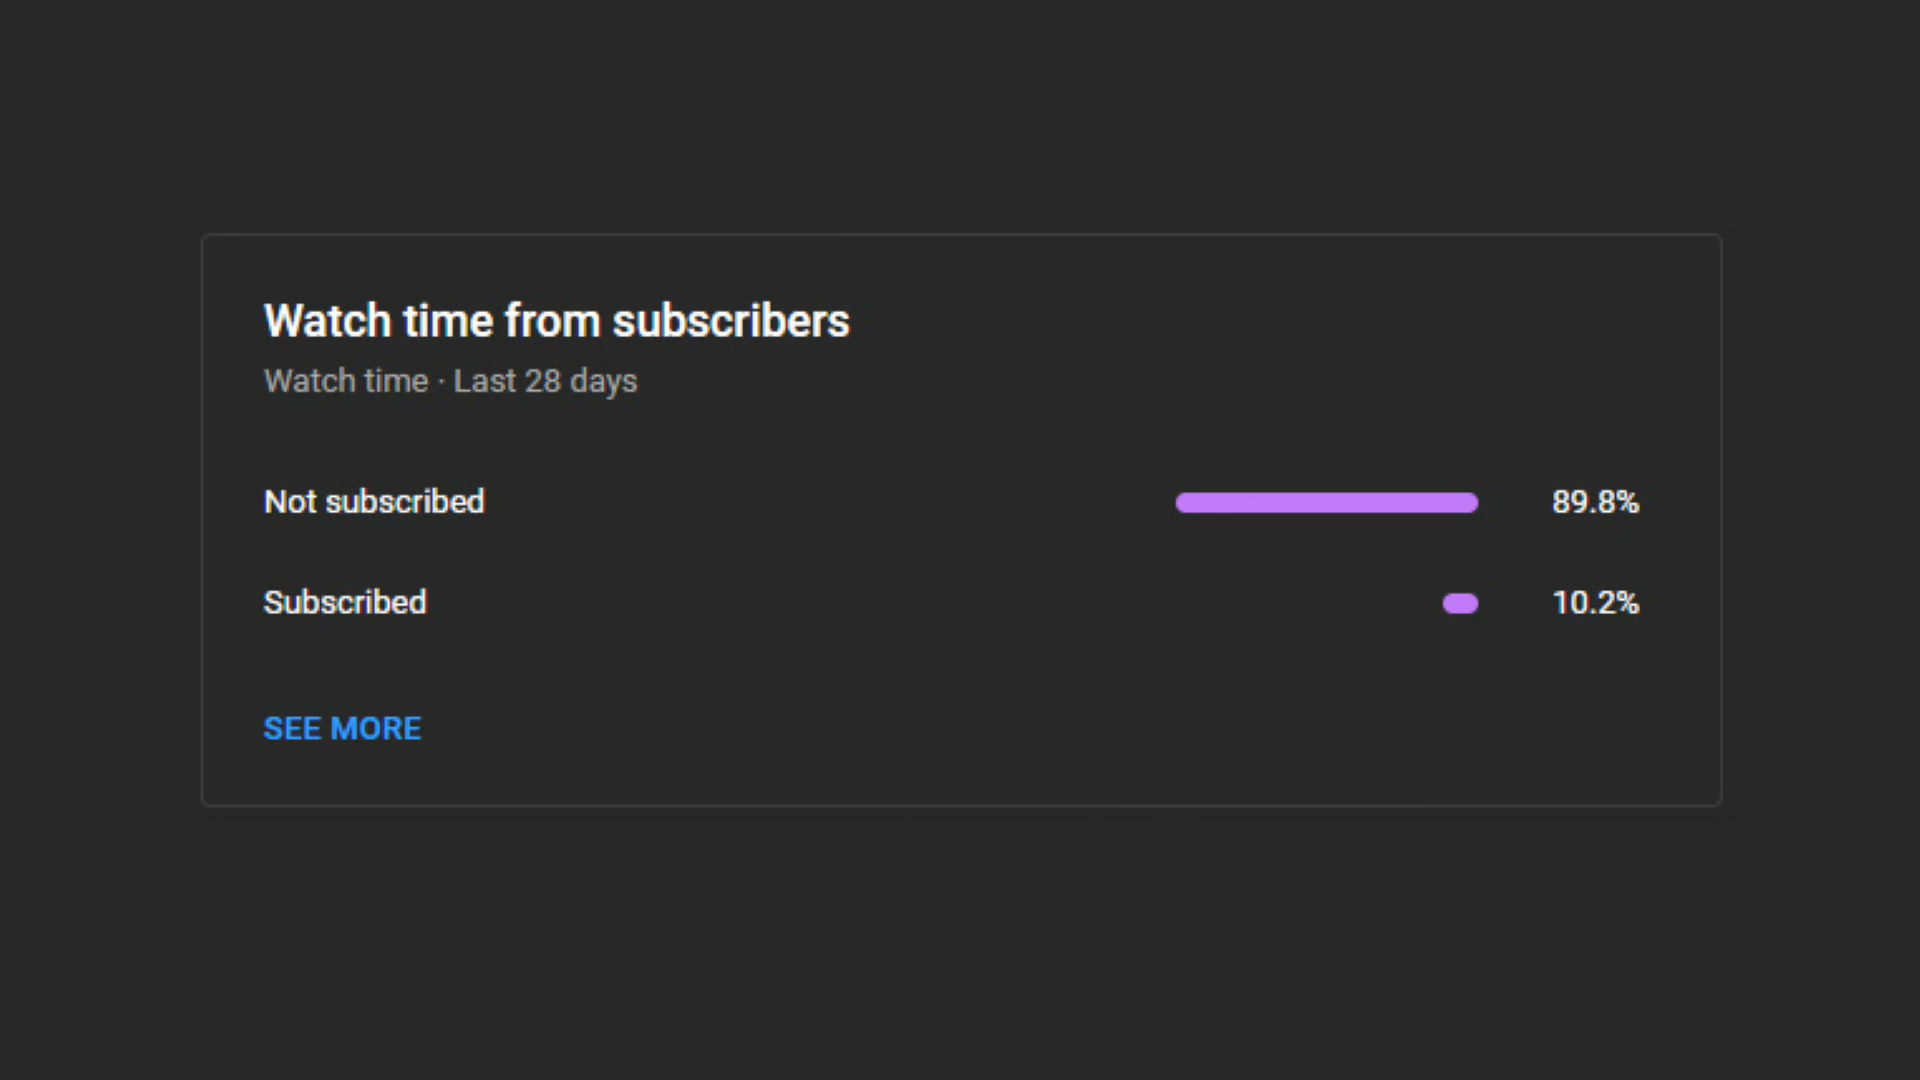 Watch time from subscribers
Watch time · Last 28 days
Not subscribed 89.8%
Subscribed 10.2%
SEE MORE